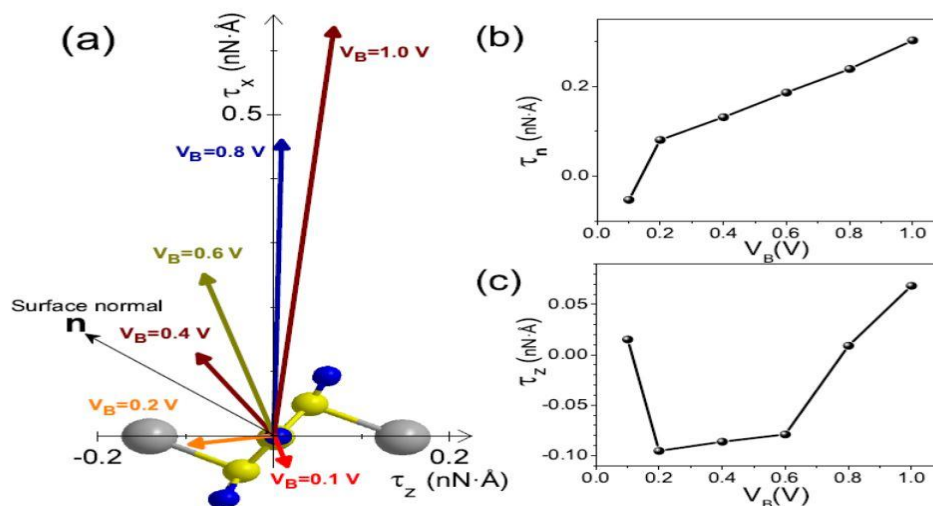 (a)
τx (nN·Å)
0.5
VB=1.0 V
VB=0.8 V
VB=0.6 V
Surface normal
n
VB=0.4 V
VB=0.2 V
-0.2
0.2
VB=0.1 V
τz (nN·Å)
(b)
τn (nN·Å)
0.2
0.0
0.0 0.2 0.4 0.6 0.8 1.0
VB(V)
(c)
τz (nN·Å)
0.05
0.00
-0.05
-0.10
0.0 0.2 0.4 0.6 0.8 1.0
VB(V)